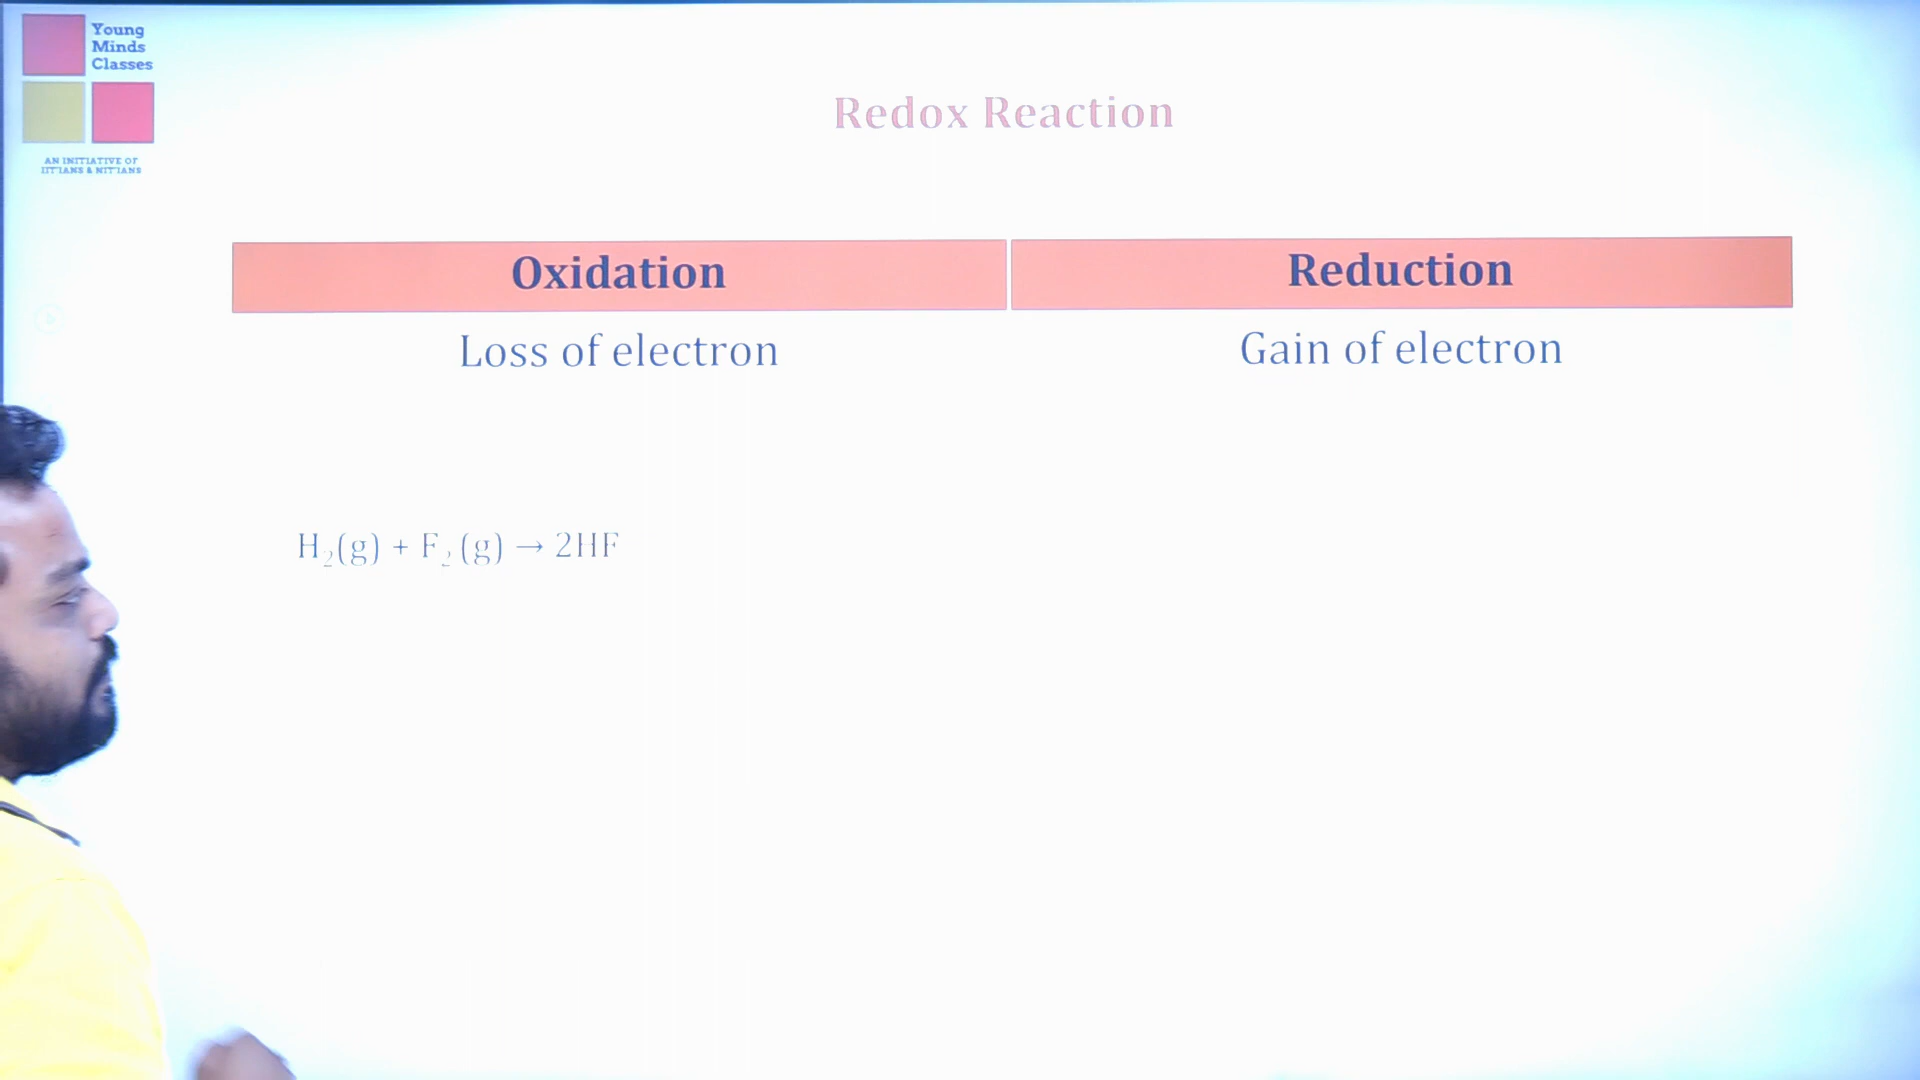 Young
Minds
Classes
AN INITIATIVE OF
IIT'IANS & NIT'IANS
Redox Reaction
Oxidation
Reduction
Loss of electron
Gain of electron
H₂(g) + F₂ (g) → 2HF